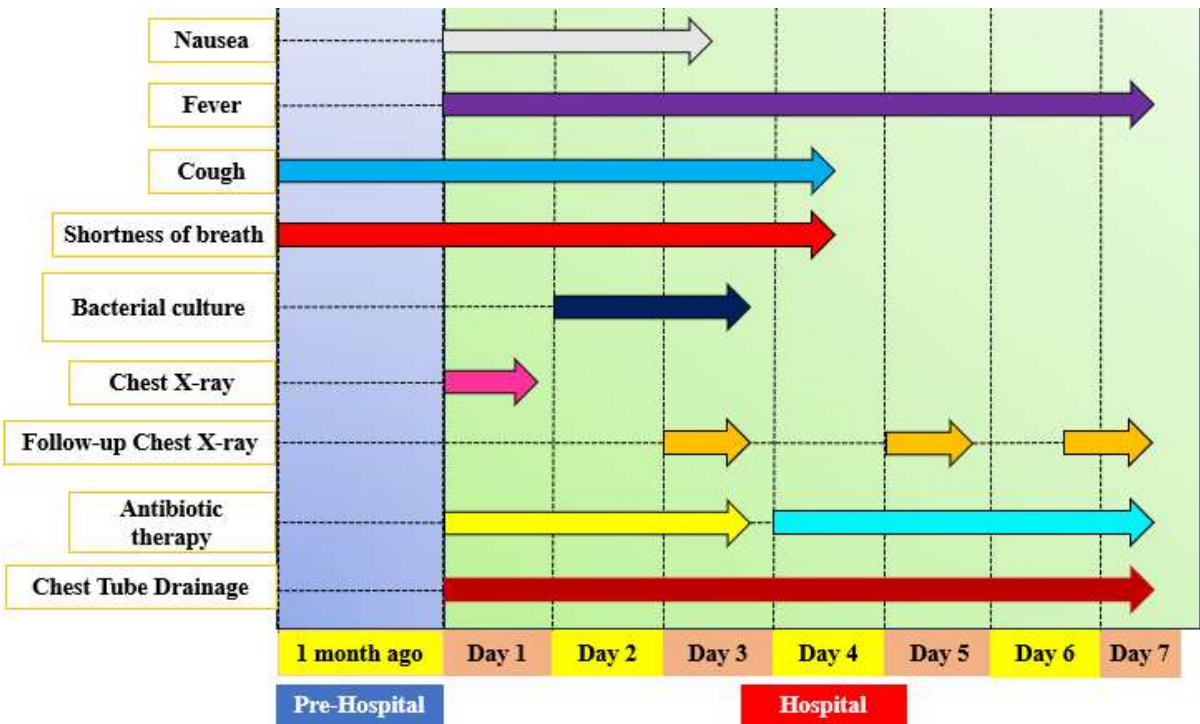 Nausea
Fever
Cough
Shortness of breath
Bacterial culture
Chest X-ray
Follow-up Chest X-ray
Antibiotic
therapy
Chest Tube Drainage
1 month ago Day 1 Day 2 Day 3 Day 4 Day 5 Day 6 Day 7
Pre-Hospital Hospital